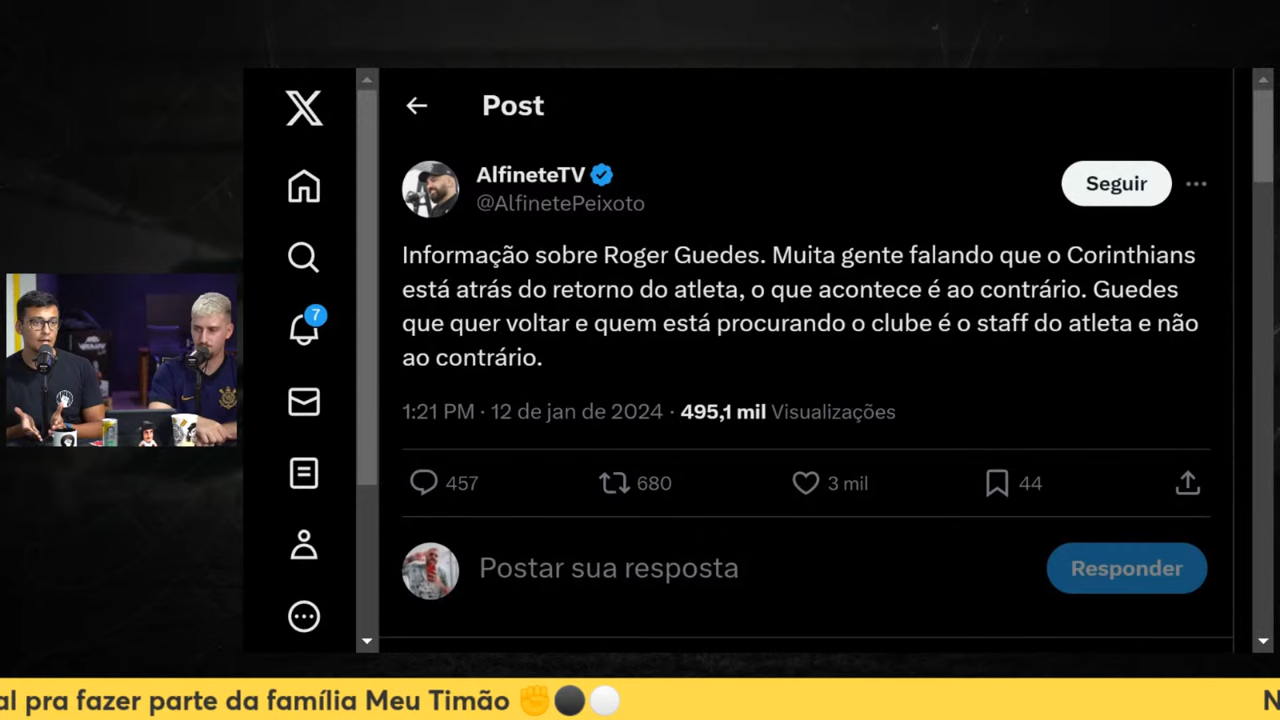 Post
AlfineteTV
@AlfinetePeixoto
Seguir
Informação sobre Roger Guedes. Muita gente falando que o Corinthians
está atrás do retorno do atleta, o que acontece é ao contrário. Guedes
que quer voltar e quem está procurando o clube é o staff do atleta e não
ao contrário.
1:21 PM · 12 de jan de 2024 · 495,1 mil Visualizações
457 680 3 mil 44
7
Postar sua resposta
Responder
al pra fazer parte da família Meu Timão ✊⚫⚪ N